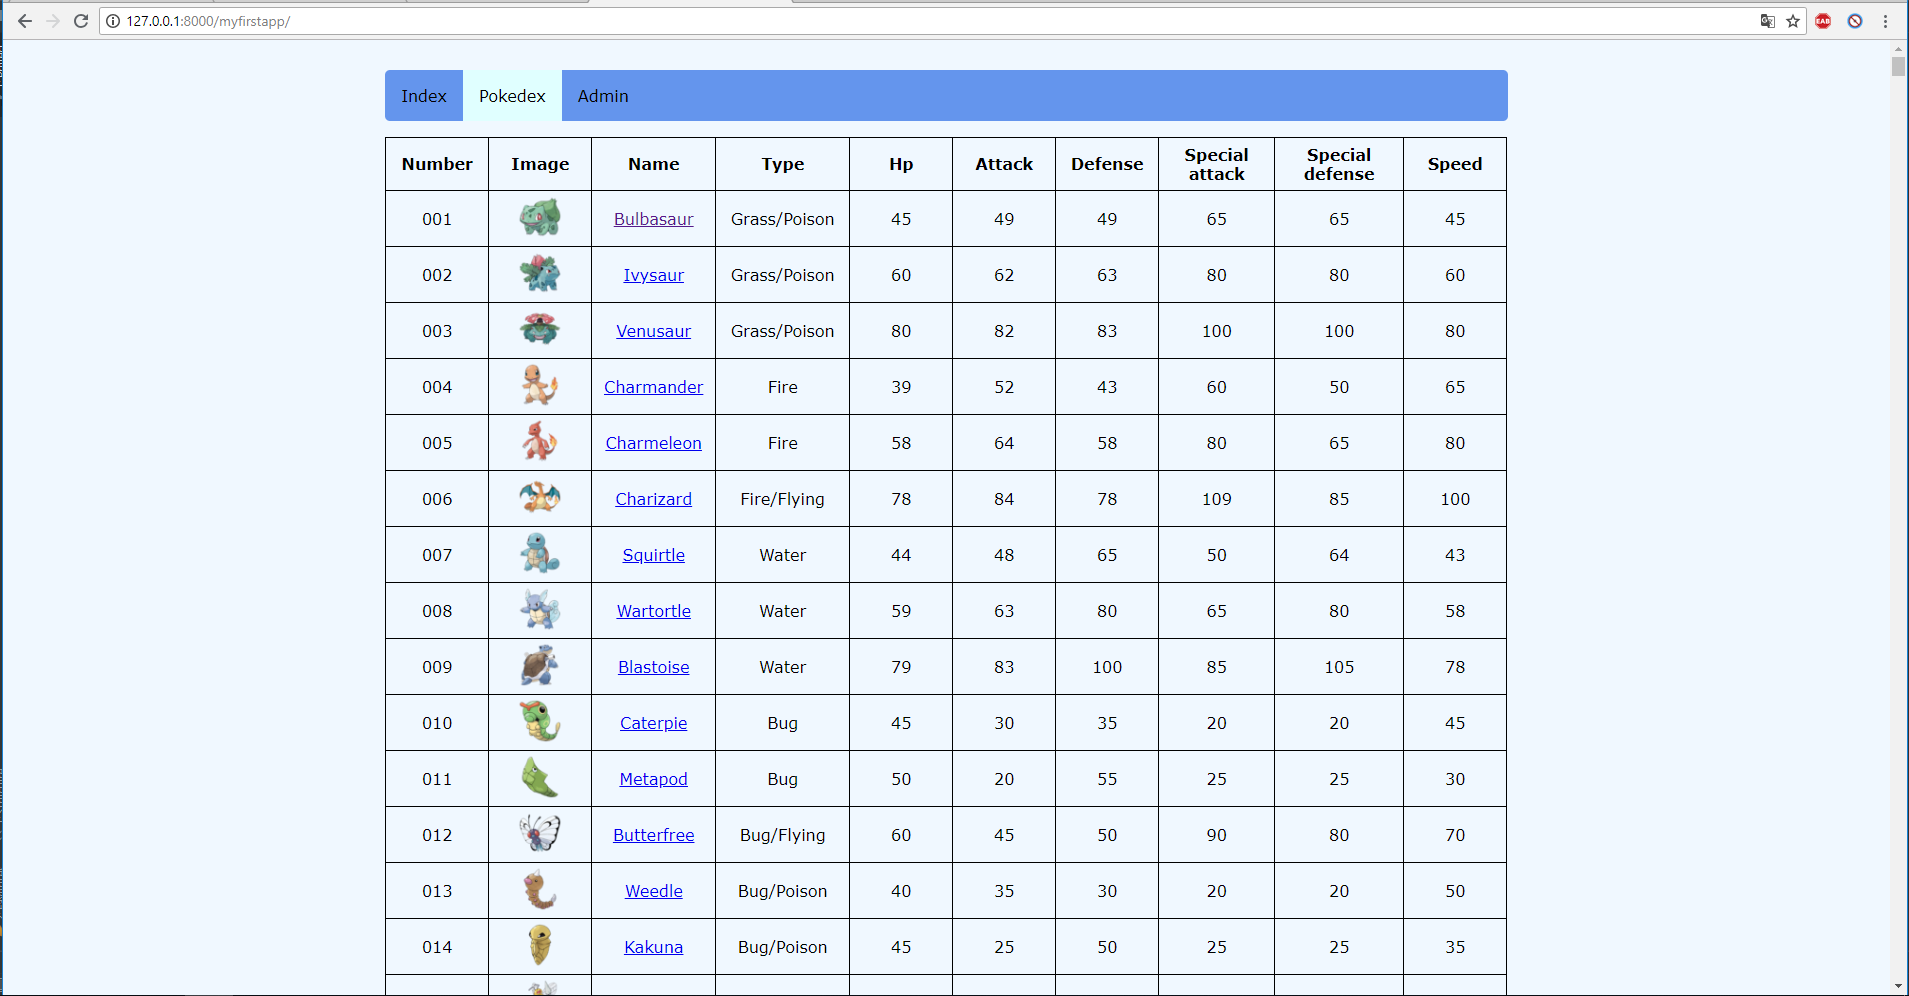 127.0.0.1:8000/myfirstapp/
EAB
Index Pokedex Admin
Number Image Name Type Hp Attack Defense Special attack Special defense Speed
001 Bulbasaur Grass/Poison 45 49 49 65 65 45
002 Ivysaur Grass/Poison 60 62 63 80 80 60
003 Venusaur Grass/Poison 80 82 83 100 100 80
004 Charmander Fire 39 52 43 60 50 65
005 Charmeleon Fire 58 64 58 80 65 80
006 Charizard Fire/Flying 78 84 78 109 85 100
007 Squirtle Water 44 48 65 50 64 43
008 Wartortle Water 59 63 80 65 80 58
009 Blastoise Water 79 83 100 85 105 78
010 Caterpie Bug 45 30 35 20 20 45
011 Metapod Bug 50 20 55 25 25 30
012 Butterfree Bug/Flying 60 45 50 90 80 70
013 Weedle Bug/Poison 40 35 30 20 20 50
014 Kakuna Bug/Poison 45 25 50 25 25 35